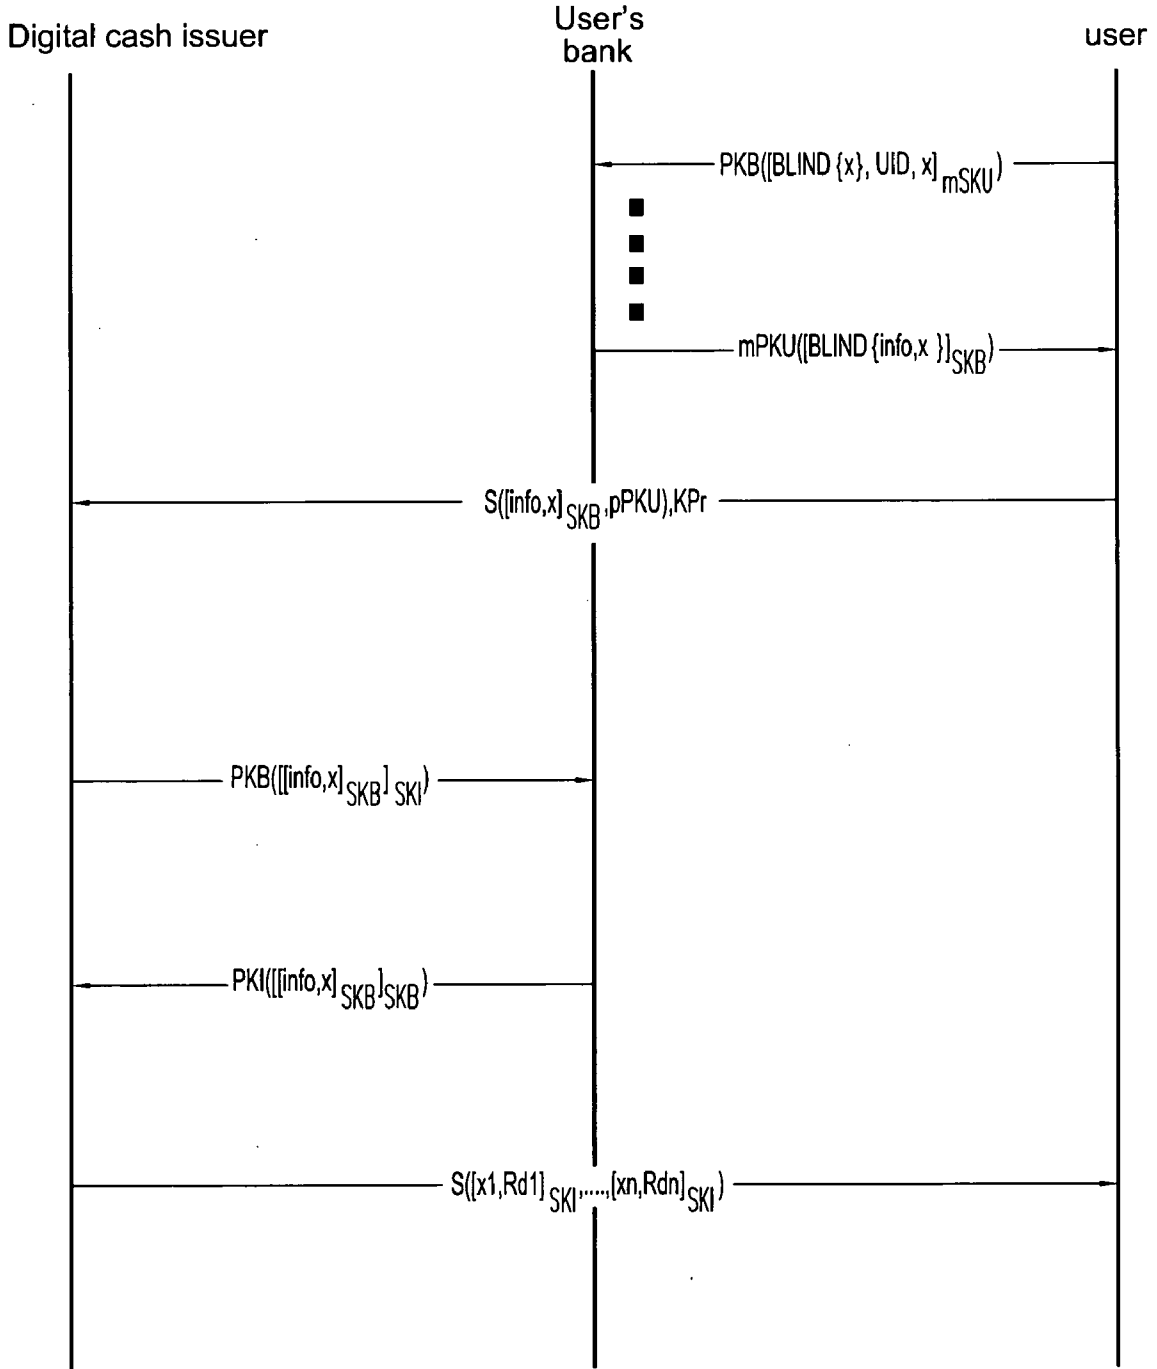 Digital cash issuer
User's
bank
user
PKB([BLIND {x}, UID, x]mSKU)
mPKU([BLIND {info,x }]SKB)
S([info,x]SKB,pPKU),KPr
PKB([[info,x]SKB]SKI)
PKI([[info,x]SKB]SKB)
S([x1,Rd1]SKI,....,[xn,Rdn]SKI)